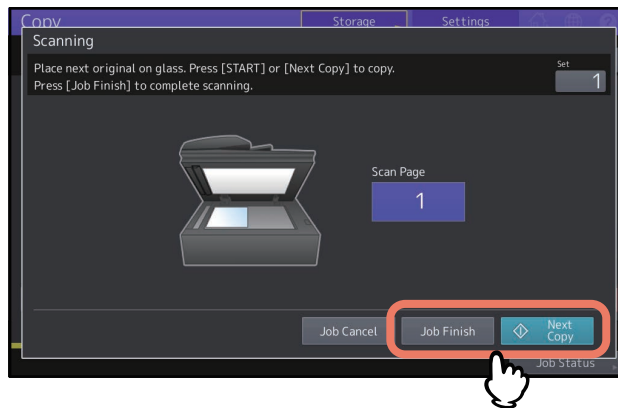 Copy
Storage
Settings
Scanning
Place next original on glass. Press [START] or [Next Copy] to copy.
Press [Job Finish] to complete scanning.
Set
1
Scan Page
1
Job Cancel
Job Finish
Next
Copy
Job Status